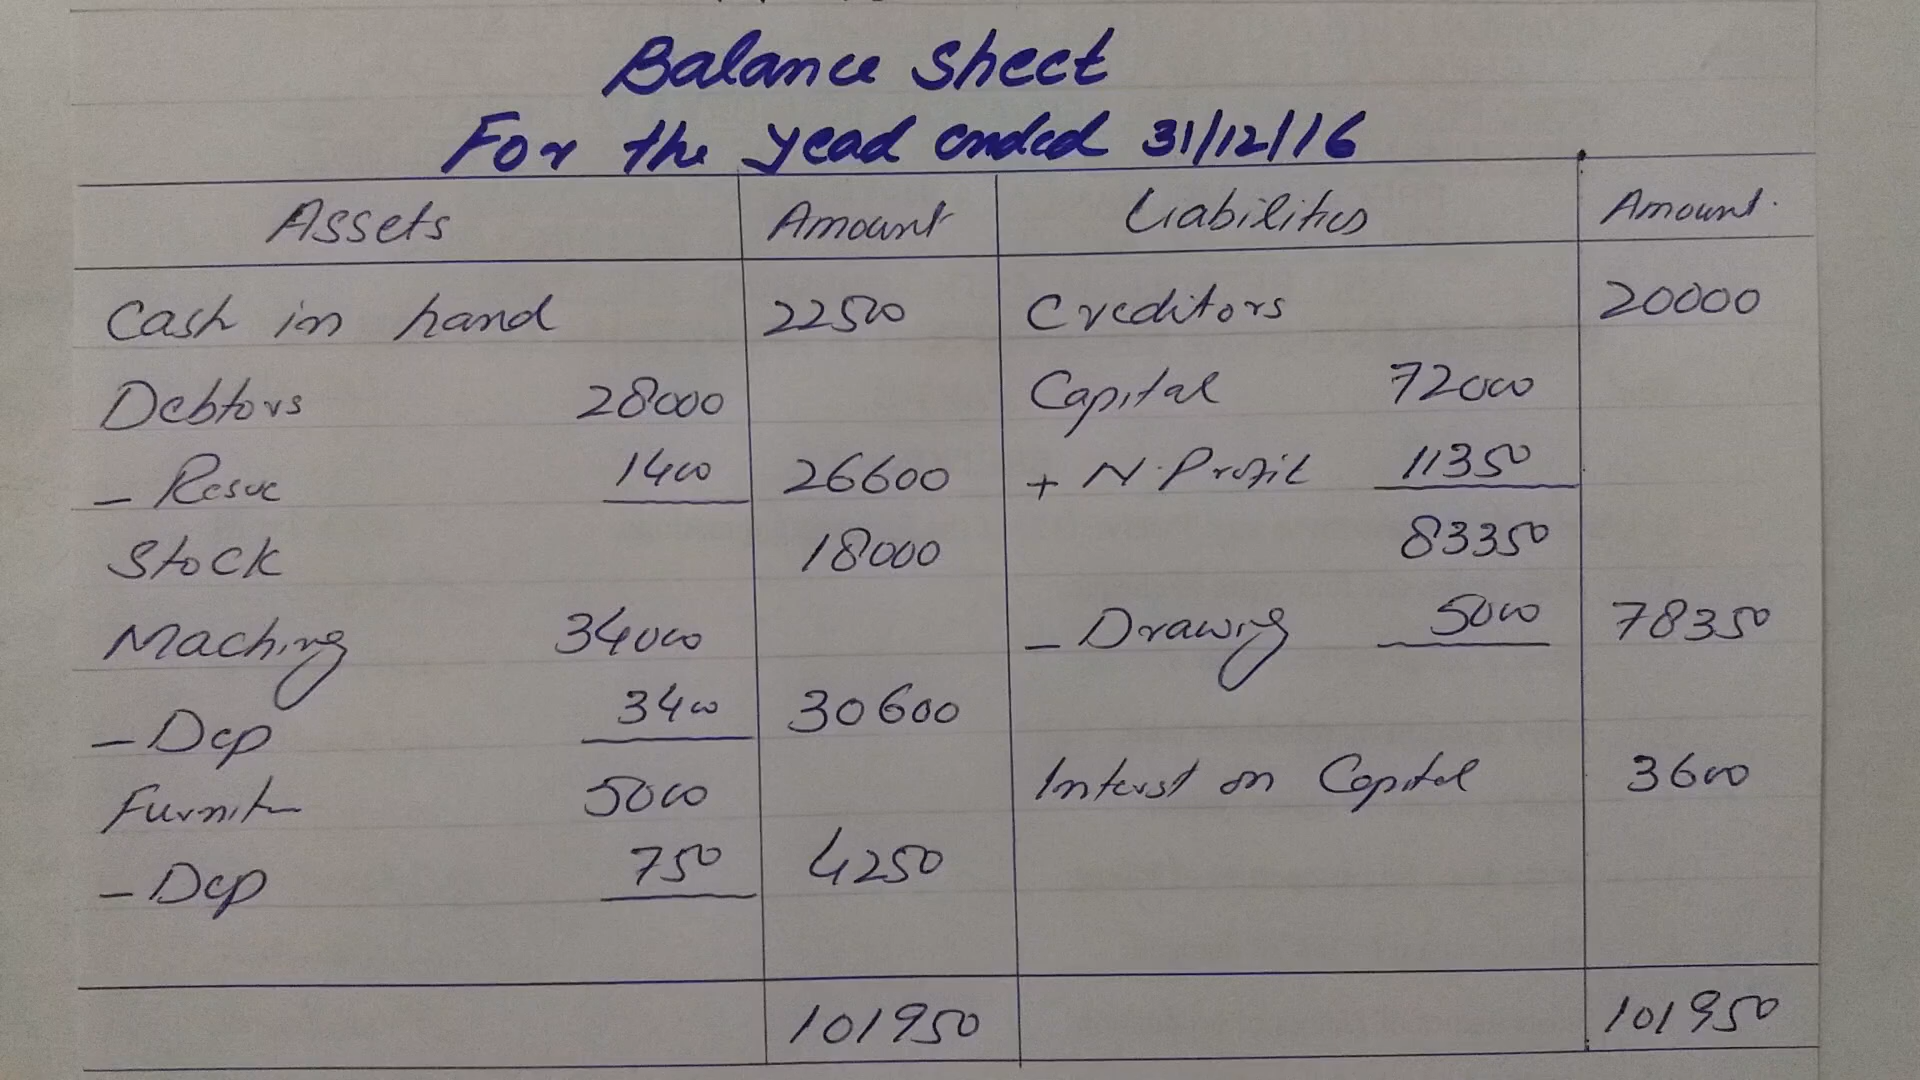 Balance Sheet
For the yead ended 31/12/16
Assets Amount Liabilities Amount.
Cash in hand 22500 Creditors 20000
Debtors 28000 Capital 72000
- Resve 1400 26600 + N.Profit 11350
Stock 18000 83350
Maching 34000 - Drawing 5000 78350
- Dep 3400 30600
Furnitr 5000 Interst on Capital 3600
- Dep 750 4250
101950 101950